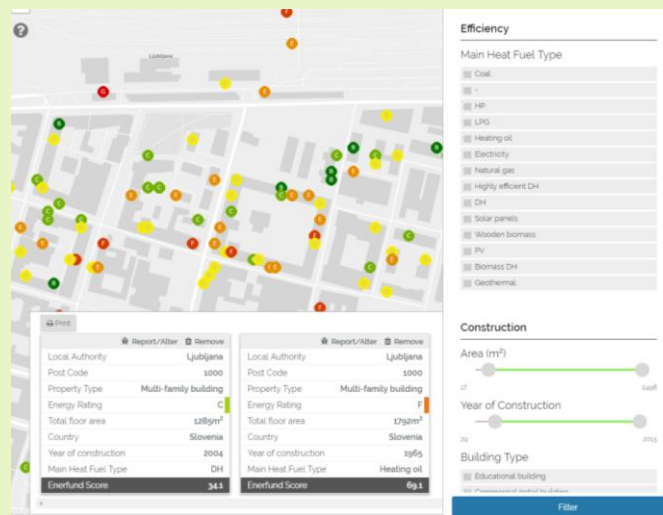 Ljubljana
Print
Report/Alter Remove
Local Authority Ljubljana
Post Code 1000
Property Type Multi-family building
Energy Rating C
Total floor area 1285m²
Country Slovenia
Year of construction 2004
Main Heat Fuel Type DH
Enerfund Score 34.1
Report/Alter Remove
Local Authority Ljubljana
Post Code 1000
Property Type Multi-family building
Energy Rating F
Total floor area 1792m²
Country Slovenia
Year of construction 1965
Main Heat Fuel Type Heating oil
Enerfund Score 69.1
Efficiency
Main Heat Fuel Type
Coal
-
HP
LPG
Heating oil
Electricity
Natural gas
Highly efficient DH
DH
Solar panels
Wooden biomass
PV
Biomass DH
Geothermal
Construction
Area (m²)
17 2498
Year of Construction
29 2015
Building Type
Educational building
Filter